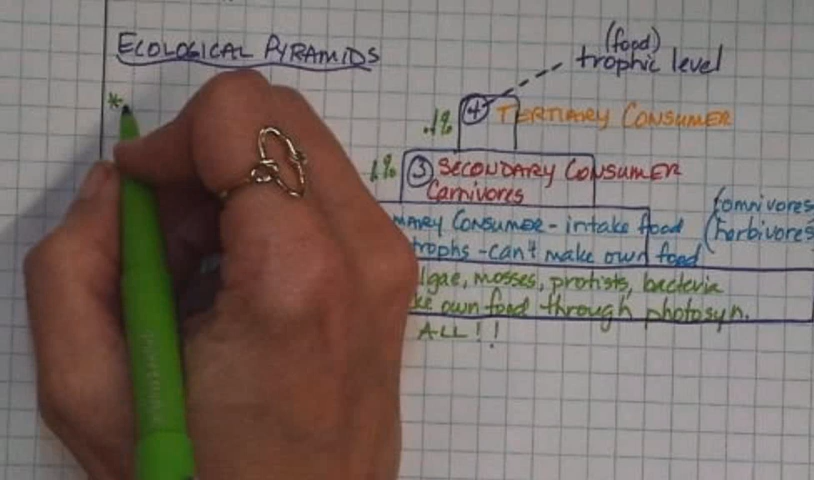 ECOLOGICAL PYRAMIDS
(food)
trophic level
*
.1% 4 TERTIARY CONSUMER
1% 3 SECONDARY CONSUMER
Carnivores
MARY CONSUMER - intake food (omnivores
trophs - can't make own food (herbivores
lgae, mosses, protists, bacteria
ke own food through photosyn.
ALL!!